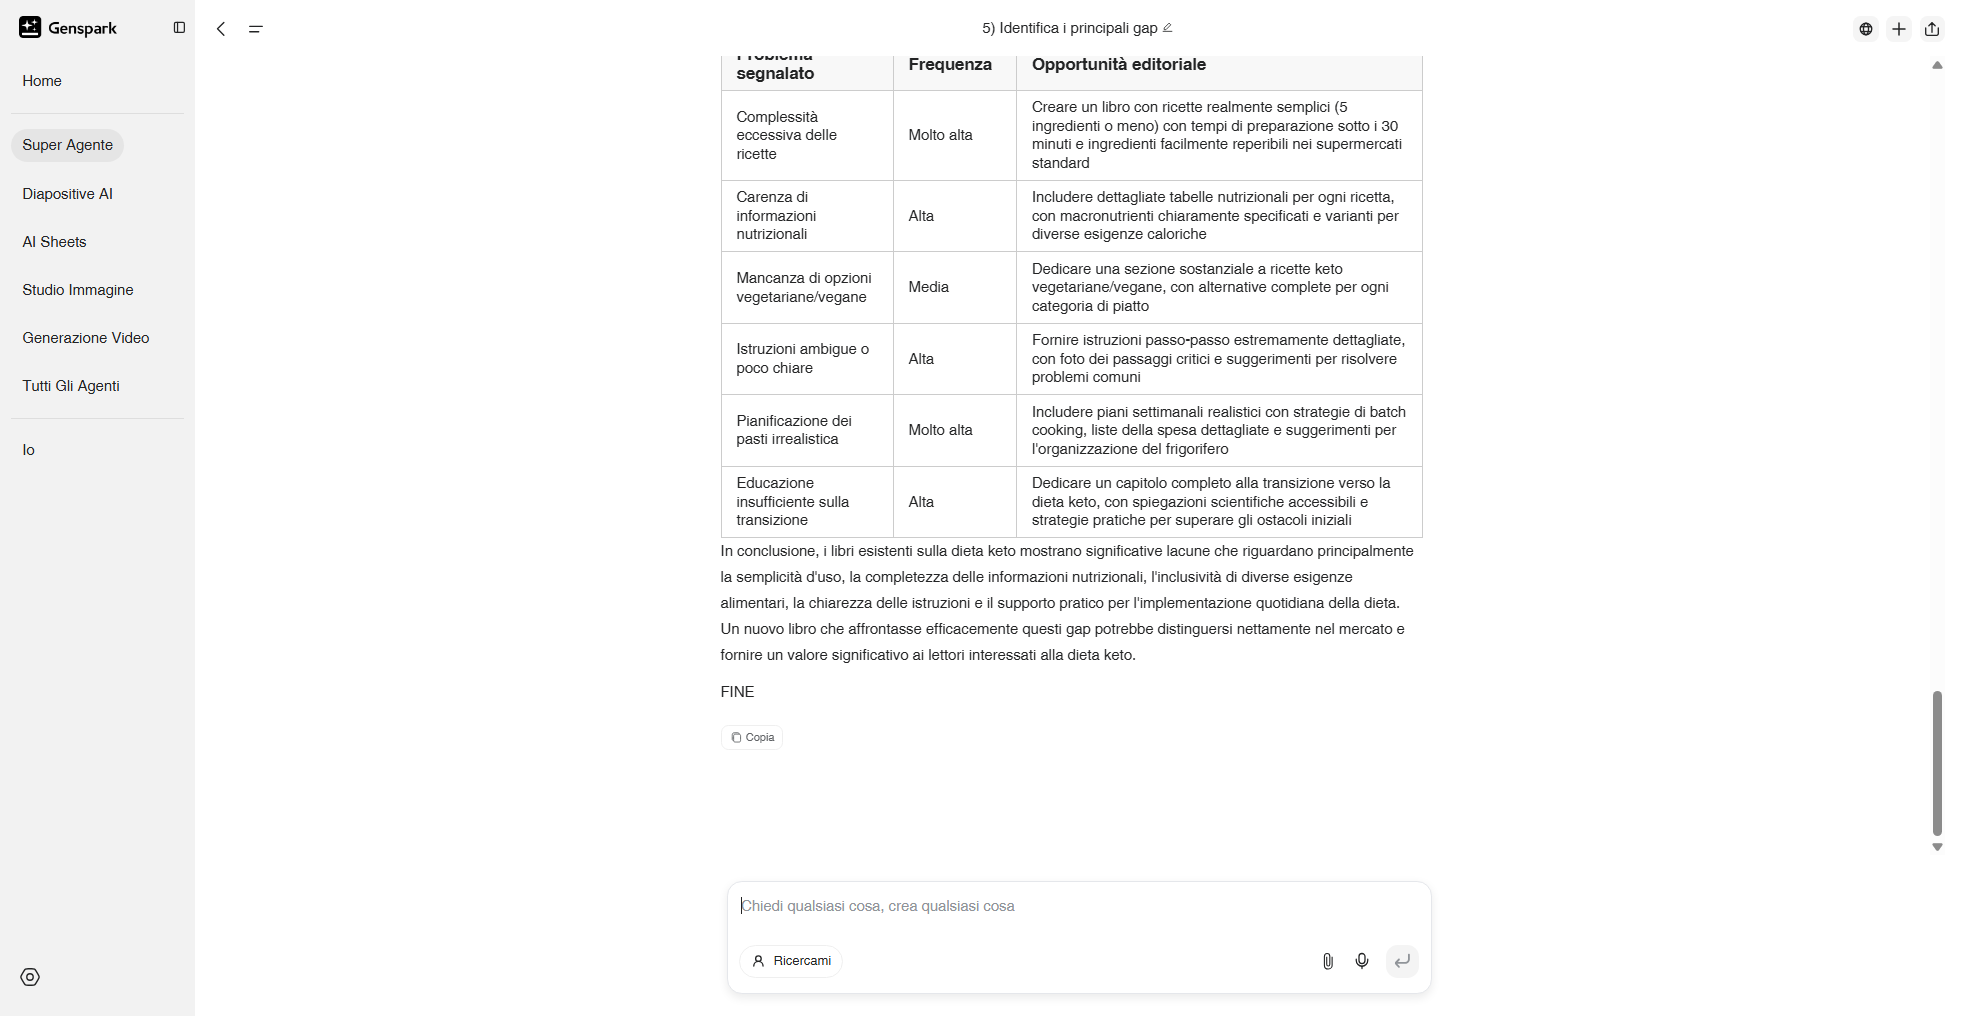 Genspark
Home
Super Agente
Diapositive AI
AI Sheets
Studio Immagine
Generazione Video
Tutti Gli Agenti
Io
5) Identifica i principali gap
Problema
segnalato
Frequenza
Opportunità editoriale
Complessità
eccessiva delle
ricette
Molto alta
Creare un libro con ricette realmente semplici (5
ingredienti o meno) con tempi di preparazione sotto i 30
minuti e ingredienti facilmente reperibili nei supermercati
standard
Carenza di
informazioni
nutrizionali
Alta
Includere dettagliate tabelle nutrizionali per ogni ricetta,
con macronutrienti chiaramente specificati e varianti per
diverse esigenze caloriche
Mancanza di opzioni
vegetariane/vegane
Media
Dedicare una sezione sostanziale a ricette keto
vegetariane/vegane, con alternative complete per ogni
categoria di piatto
Istruzioni ambigue o
poco chiare
Alta
Fornire istruzioni passo-passo estremamente dettagliate,
con foto dei passaggi critici e suggerimenti per risolvere
problemi comuni
Pianificazione dei
pasti irrealistica
Molto alta
Includere piani settimanali realistici con strategie di batch
cooking, liste della spesa dettagliate e suggerimenti per
l'organizzazione del frigorifero
Educazione
insufficiente sulla
transizione
Alta
Dedicare un capitolo completo alla transizione verso la
dieta keto, con spiegazioni scientifiche accessibili e
strategie pratiche per superare gli ostacoli iniziali
In conclusione, i libri esistenti sulla dieta keto mostrano significative lacune che riguardano principalmente
la semplicità d'uso, la completezza delle informazioni nutrizionali, l'inclusività di diverse esigenze
alimentari, la chiarezza delle istruzioni e il supporto pratico per l'implementazione quotidiana della dieta.
Un nuovo libro che affrontasse efficacemente questi gap potrebbe distinguersi nettamente nel mercato e
fornire un valore significativo ai lettori interessati alla dieta keto.
FINE
Copia
Chiedi qualsiasi cosa, crea qualsiasi cosa
Ricercami